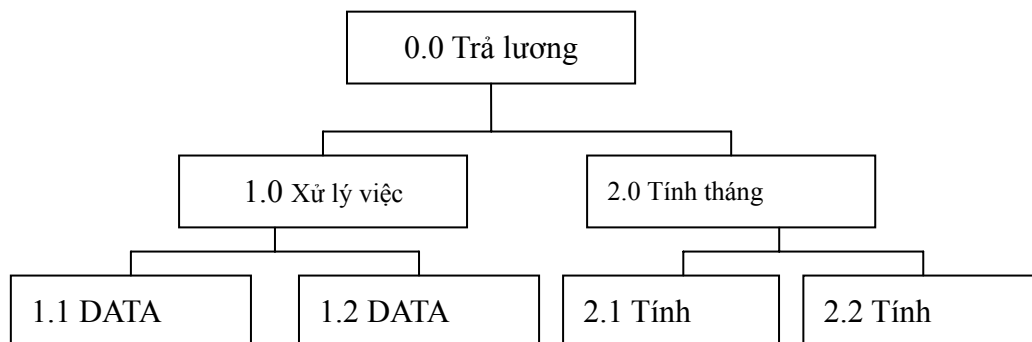 0.0 Trả lương
1.0 Xử lý việc
2.0 Tính tháng
1.1 DATA
1.2 DATA
2.1 Tính
2.2 Tính